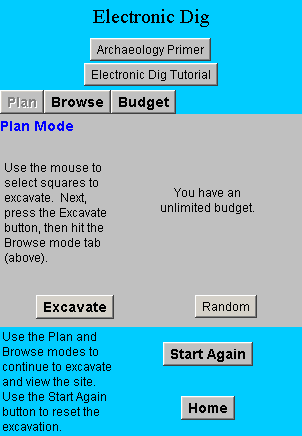 Electronic Dig
Archaeology Primer
Electronic Dig Tutorial
Plan Browse Budget
Plan Mode
Use the mouse to
select squares to
excavate. Next,
press the Excavate
button, then hit the
Browse mode tab
(above).
You have an
unlimited budget.
Excavate
Random
Use the Plan and
Browse modes to
continue to excavate
and view the site.
Use the Start Again
button to reset the
excavation.
Start Again
Home